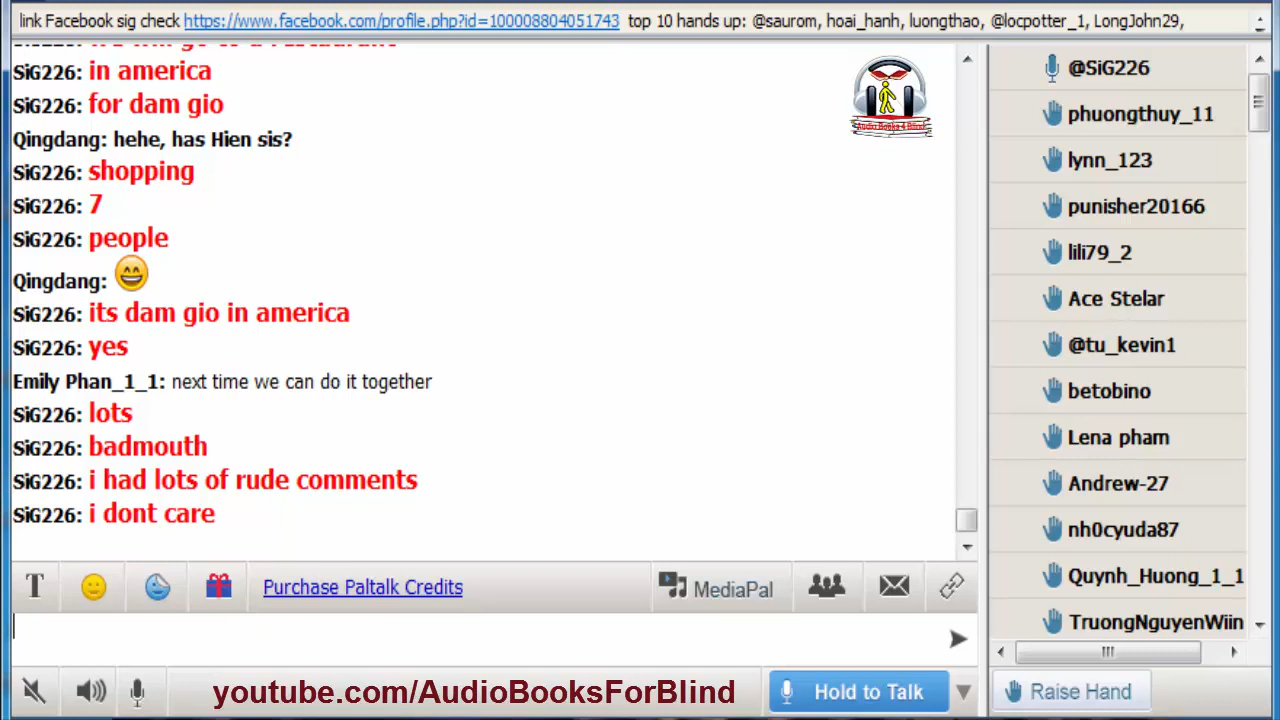 link Facebook sig check https://www.facebook.com/profile.php?id=100008804051743 top 10 hands up: @saurom, hoai_hanh, luongthao, @locpotter_1, LongJohn29,
SiG226: in america
SiG226: for dam gio
Qingdang: hehe, has Hien sis?
SiG226: shopping
SiG226: 7
SiG226: people
Qingdang:
SiG226: its dam gio in america
SiG226: yes
Emily Phan_1_1: next time we can do it together
SiG226: lots
SiG226: badmouth
SiG226: i had lots of rude comments
SiG226: i dont care
Audio Books 4 Blind
@SiG226
phuongthuy_11
lynn_123
punisher20166
lili79_2
Ace Stelar
@tu_kevin1
betobino
Lena pham
Andrew-27
nh0cyuda87
Quynh_Huong_1_1
TruongNguyenWiin
T Purchase Paltalk Credits MediaPal
youtube.com/AudioBooksForBlind Hold to Talk Raise Hand